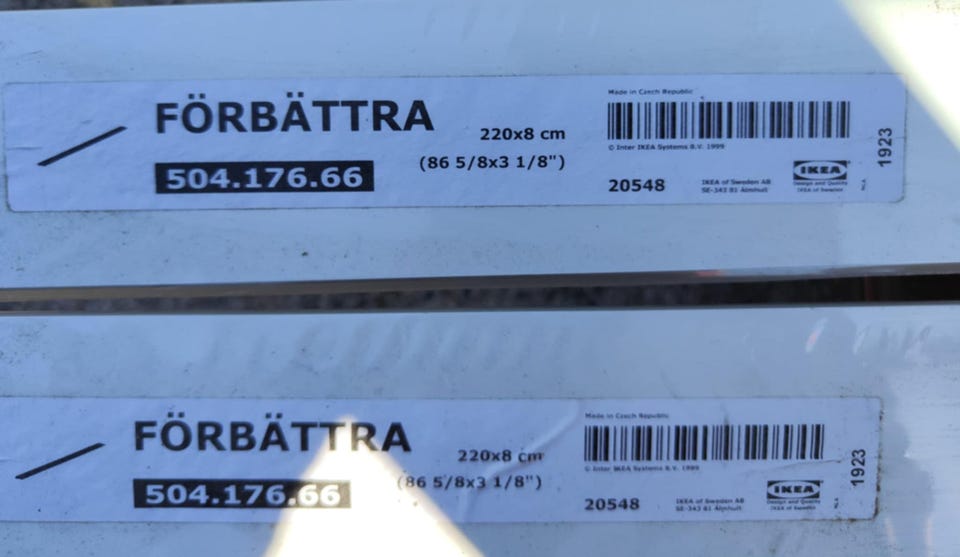 FÖRBÄTTRA
504.176.66
220x8 cm
(86 5/8x3 1/8")
Made in Czech Republic
© Inter IKEA Systems B.V. 1999
20548
IKEA of Sweden AB
SE-343 81 Älmhult
IKEA
Design and Quality
IKEA of Sweden
1923
FÖRBÄTTRA
504.176.66
220x8 cm
(86 5/8x3 1/8")
Made in Czech Republic
© Inter IKEA Systems B.V. 1999
20548
IKEA of Sweden AB
SE-343 81 Älmhult
IKEA
Design and Quality
IKEA of Sweden
1923